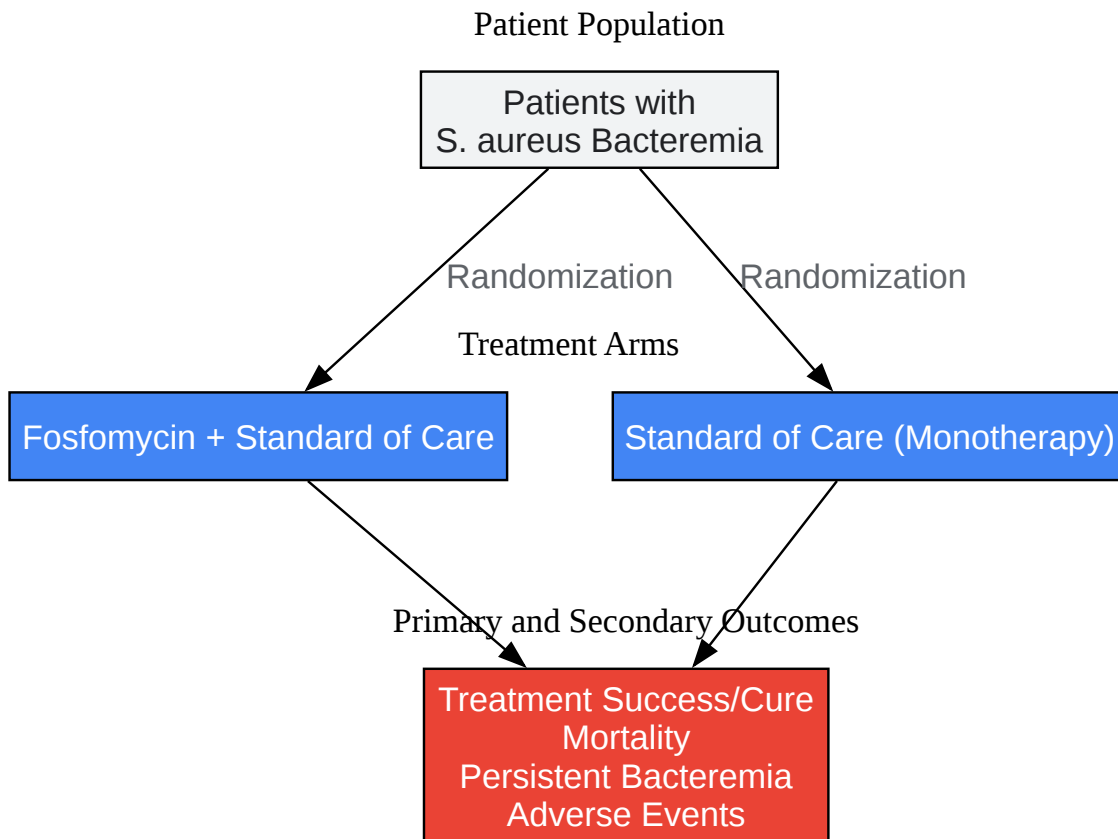 Patient Population
Patients with
S. aureus Bacteremia
Randomization
Randomization
Treatment Arms
Fosfomycin + Standard of Care
Standard of Care (Monotherapy)
Primary and Secondary Outcomes
Treatment Success/Cure
Mortality
Persistent Bacteremia
Adverse Events